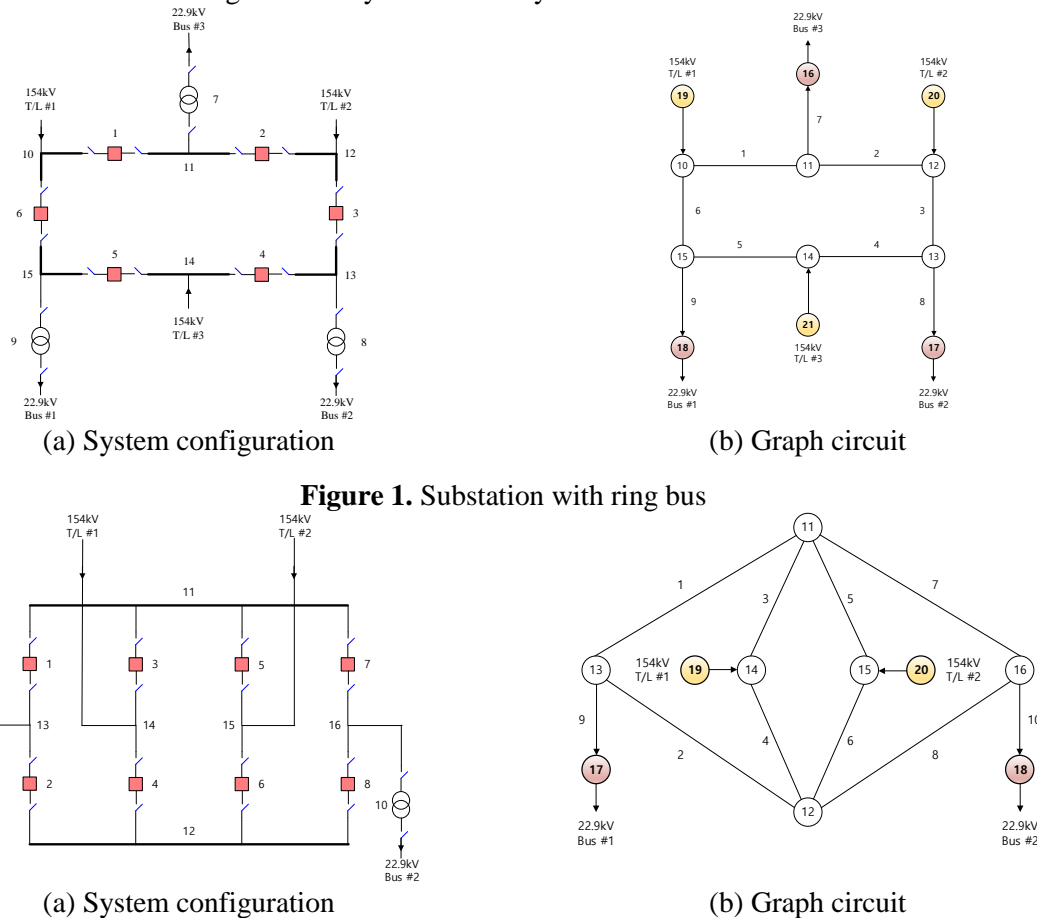 22.9kV
Bus #3
7
154kV
T/L #1
154kV
T/L #2
1
2
10
11
12
6
3
5
14
4
15
13
154kV
T/L #3
9
8
22.9kV
Bus #1
22.9kV
Bus #2
(a) System configuration
22.9kV
Bus #3
16
154kV
T/L #1
154kV
T/L #2
19
20
7
10
1
11
2
12
6
3
15
5
14
4
13
9
8
18
21
17
154kV
T/L #3
22.9kV
Bus #1
22.9kV
Bus #2
(b) Graph circuit
Figure 1. Substation with ring bus
154kV
T/L #1
154kV
T/L #2
11
1
3
5
7
13
14
15
16
2
4
6
8
10
12
22.9kV
Bus #2
(a) System configuration
11
1
3
5
7
13
154kV
T/L #1
19
14
15
20
154kV
T/L #2
16
9
2
4
6
8
10
17
18
12
22.9kV
Bus #1
22.9kV
Bus #2
(b) Graph circuit